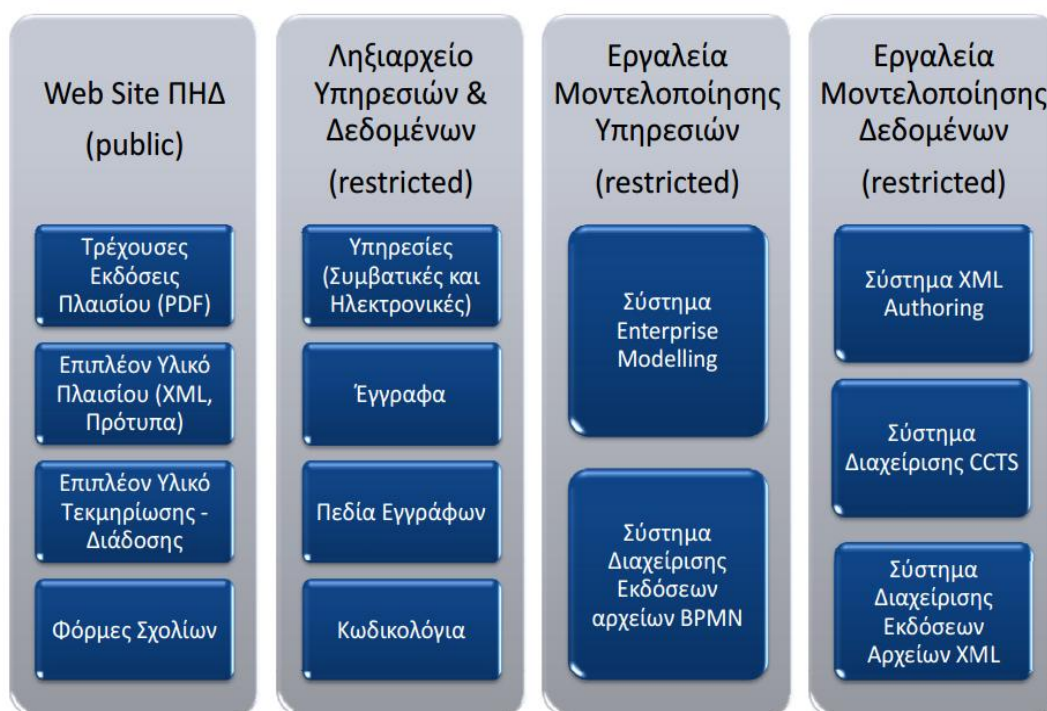 Web Site ΠΗΔ
(public)
Τρέχουσες
Εκδόσεις
Πλαισίου (PDF)
Επιπλέον Υλικό
Πλαισίου (XML,
Πρότυπα)
Επιπλέον Υλικό
Τεκμηρίωσης -
Διάδοσης
Φόρμες Σχολίων
Ληξιαρχείο
Υπηρεσιών &
Δεδομένων
(restricted)
Υπηρεσίες
(Συμβατικές και
Ηλεκτρονικές)
Έγγραφα
Πεδία Εγγράφων
Κωδικολόγια
Εργαλεία
Μοντελοποίησης
Υπηρεσιών
(restricted)
Σύστημα
Enterprise
Modelling
Σύστημα
Διαχείρισης
Εκδόσεων
αρχείων BPMN
Εργαλεία
Μοντελοποίησης
Δεδομένων
(restricted)
Σύστημα XML
Authoring
Σύστημα
Διαχείρισης CCTS
Σύστημα
Διαχείρισης
Εκδόσεων
Αρχείων XML